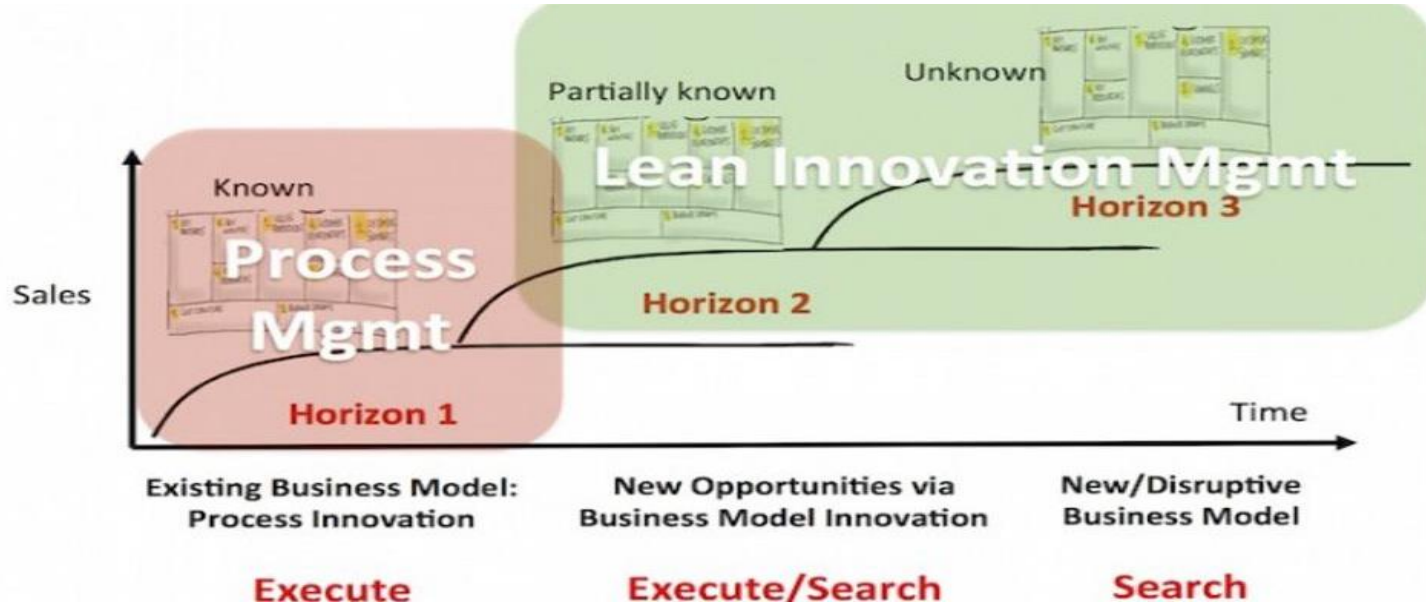 Unknown
Partially known
Lean Innovation Mgmt
Known
Horizon 3
Process
Mgmt
Sales
Horizon 2
Horizon 1
Time
Existing Business Model:
Process Innovation
New Opportunities via
Business Model Innovation
New/Disruptive
Business Model
Execute
Execute/Search
Search